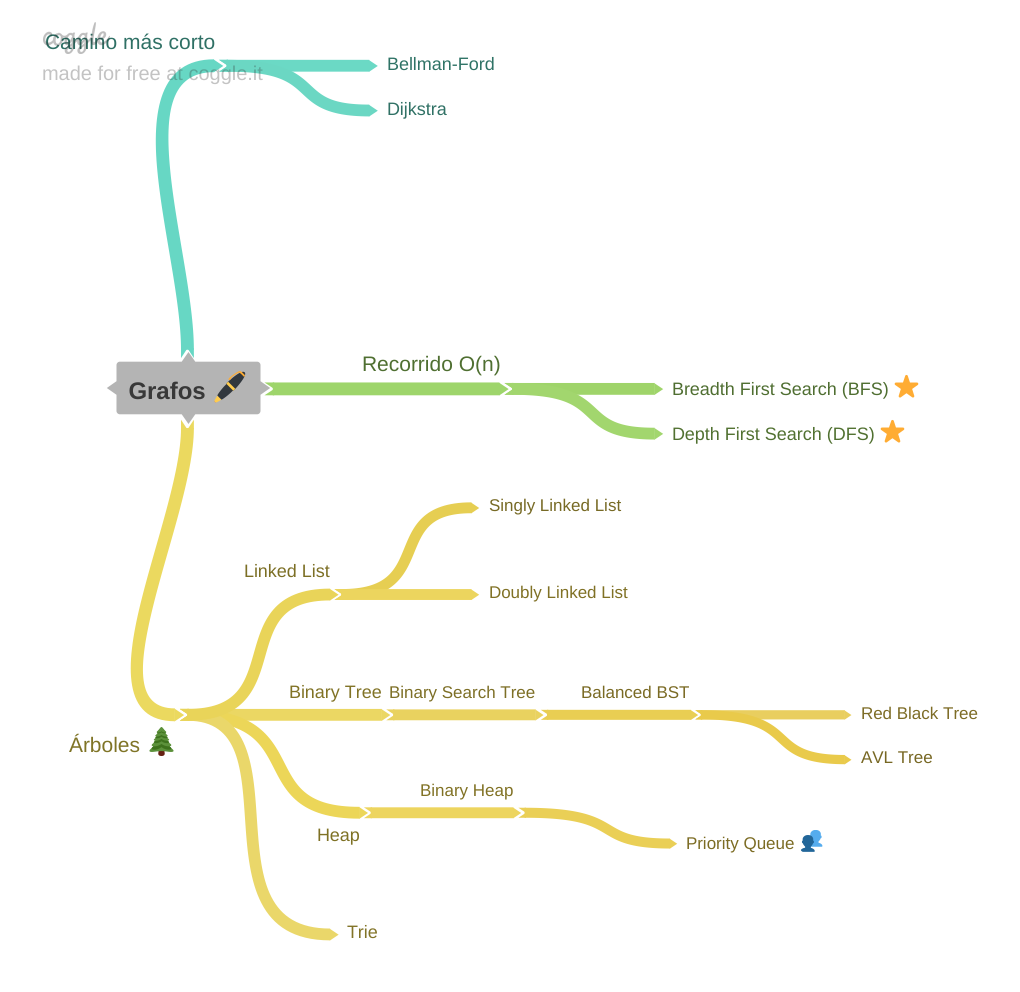 coggle
made for free at coggle.it
Camino más corto
Bellman-Ford
Dijkstra
Grafos
Recorrido O(n)
Breadth First Search (BFS)
Depth First Search (DFS)
Singly Linked List
Linked List
Doubly Linked List
Binary Tree
Binary Search Tree
Balanced BST
Red Black Tree
Árboles
AVL Tree
Binary Heap
Heap
Priority Queue
Trie